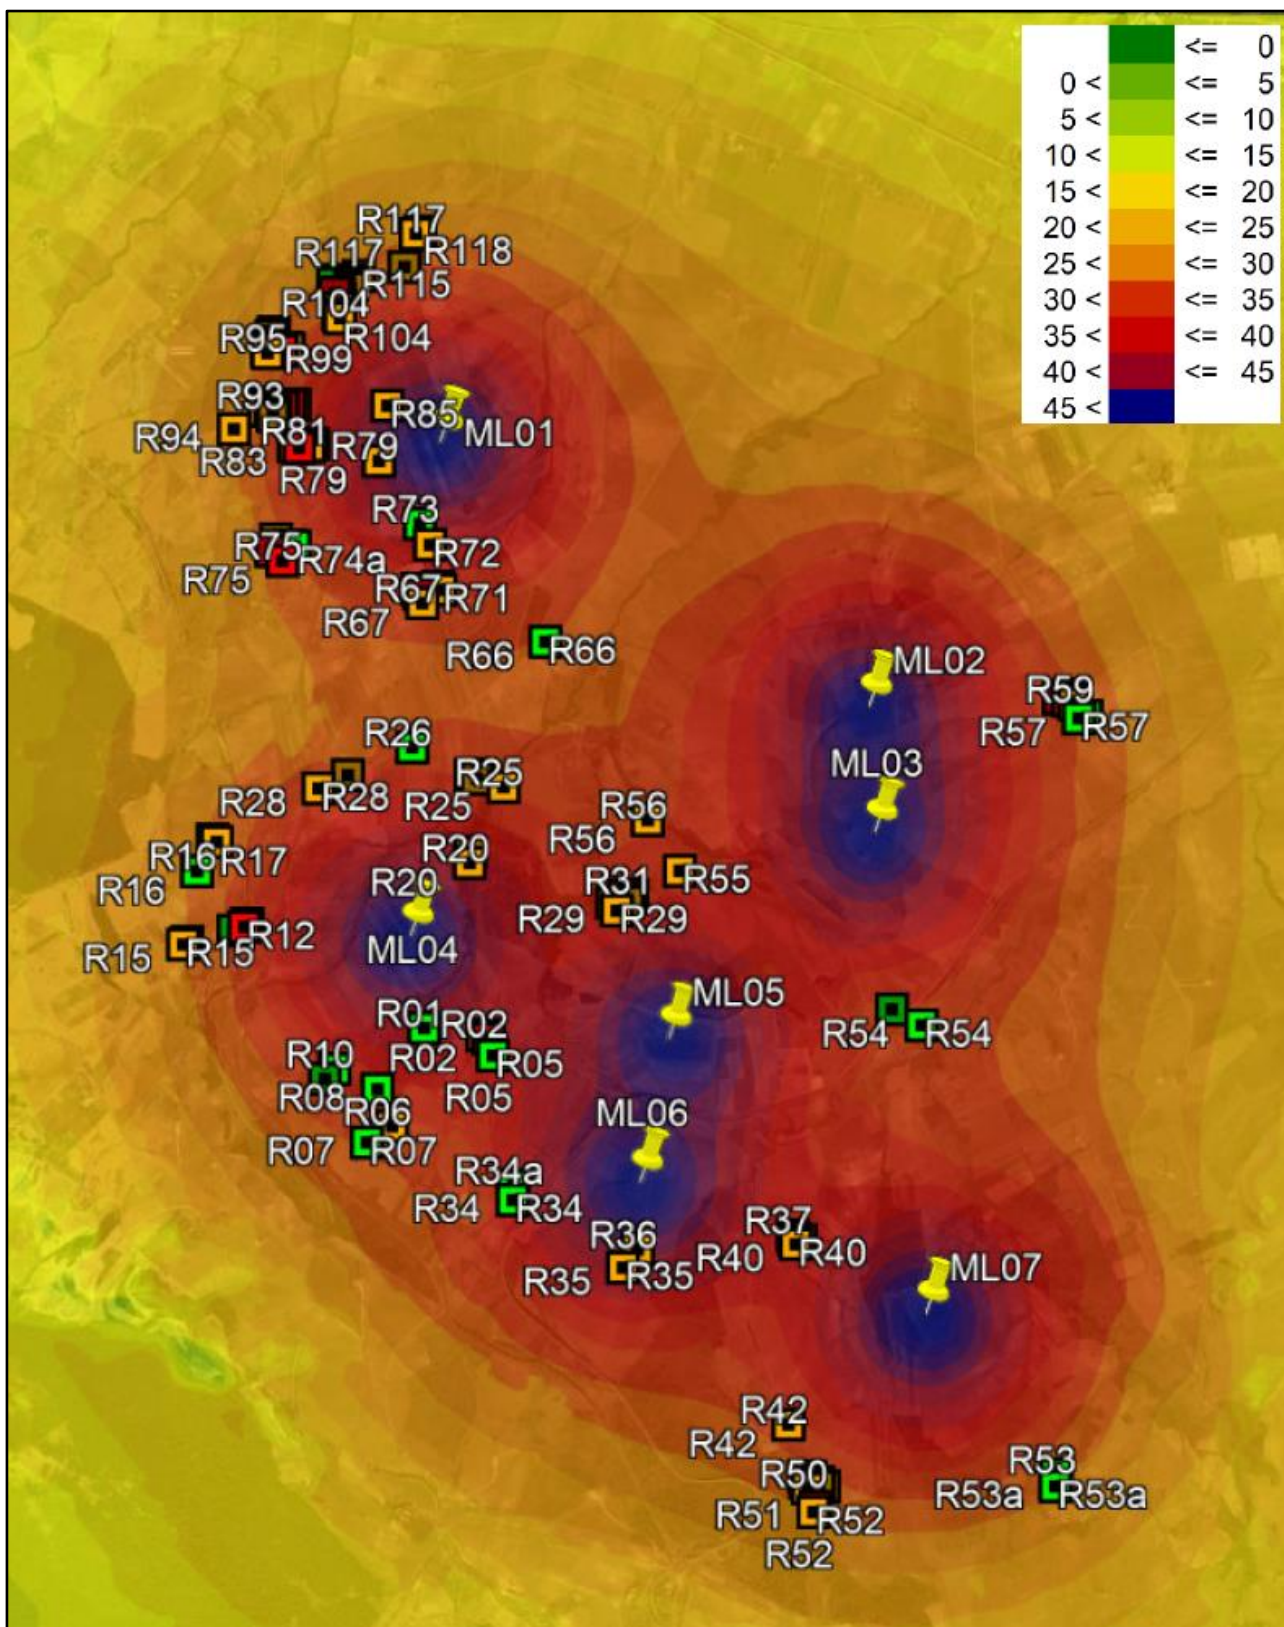 <= 0
0 < <= 5
5 < <= 10
10 < <= 15
15 < <= 20
20 < <= 25
25 < <= 30
30 < <= 35
35 < <= 40
40 < <= 45
45 <
R117
R117 R118
R115
R104
R95 R99 R104
R93 R85
R94 R81 R79 ML01
R83 R79
R73
R75 R74a R72
R75 R67 R71
R67
R66 R66
ML02
R59
R57 R57
R26
ML03
R28 R28 R25 R25
R56
R56
R16 R17 R20
R16 R20 R31 R55
R29 R29
R12
R15 R15 ML04
ML05
R01 R02
R02 R54 R54
R10 R05
R08 R05
R06 ML06
R07 R07
R34a
R34 R34
R36 R37
R40 R40
R35 R35 ML07
R42
R42
R50 R53
R51 R52 R53a R53a
R52